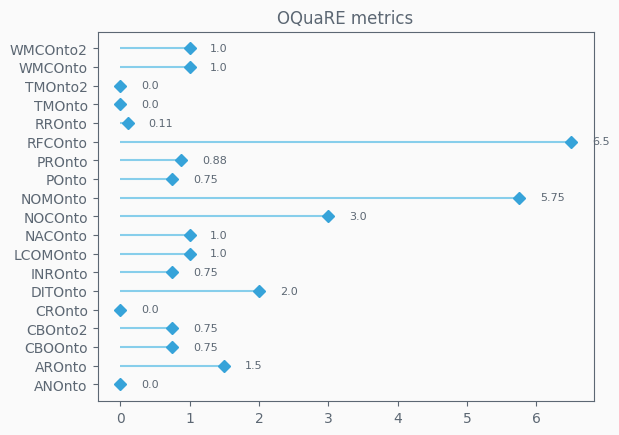 OQuaRE metrics
WMCOnto2 1.0
WMCOnto 1.0
TMOnto2 0.0
TMOnto 0.0
RROnto 0.11
RFCOnto 6.5
PROnto 0.88
POnto 0.75
NOMOnto 5.75
NOCOnto 3.0
NACOnto 1.0
LCOMOnto 1.0
INROnto 0.75
DITOnto 2.0
CROnto 0.0
CBOnto2 0.75
CBOOnto 0.75
AROnto 1.5
ANOnto 0.0
0 1 2 3 4 5 6